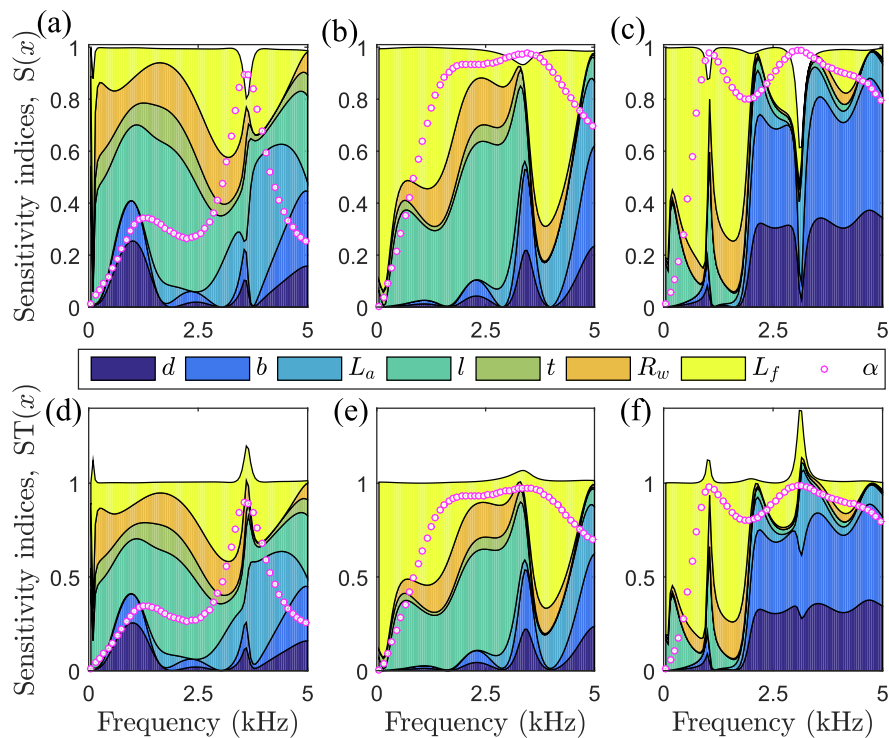 (a) (b) (c)
Sensitivity indices, S(x)
1
0.8
0.6
0.4
0.2
0
0 2.5 5 0 2.5 5 0 2.5 5
d b L_a l t R_w L_f α
(d) (e) (f)
Sensitivity indices, ST(x)
1
0.5
0
0 2.5 5 0 2.5 5 0 2.5 5
Frequency (kHz) Frequency (kHz) Frequency (kHz)